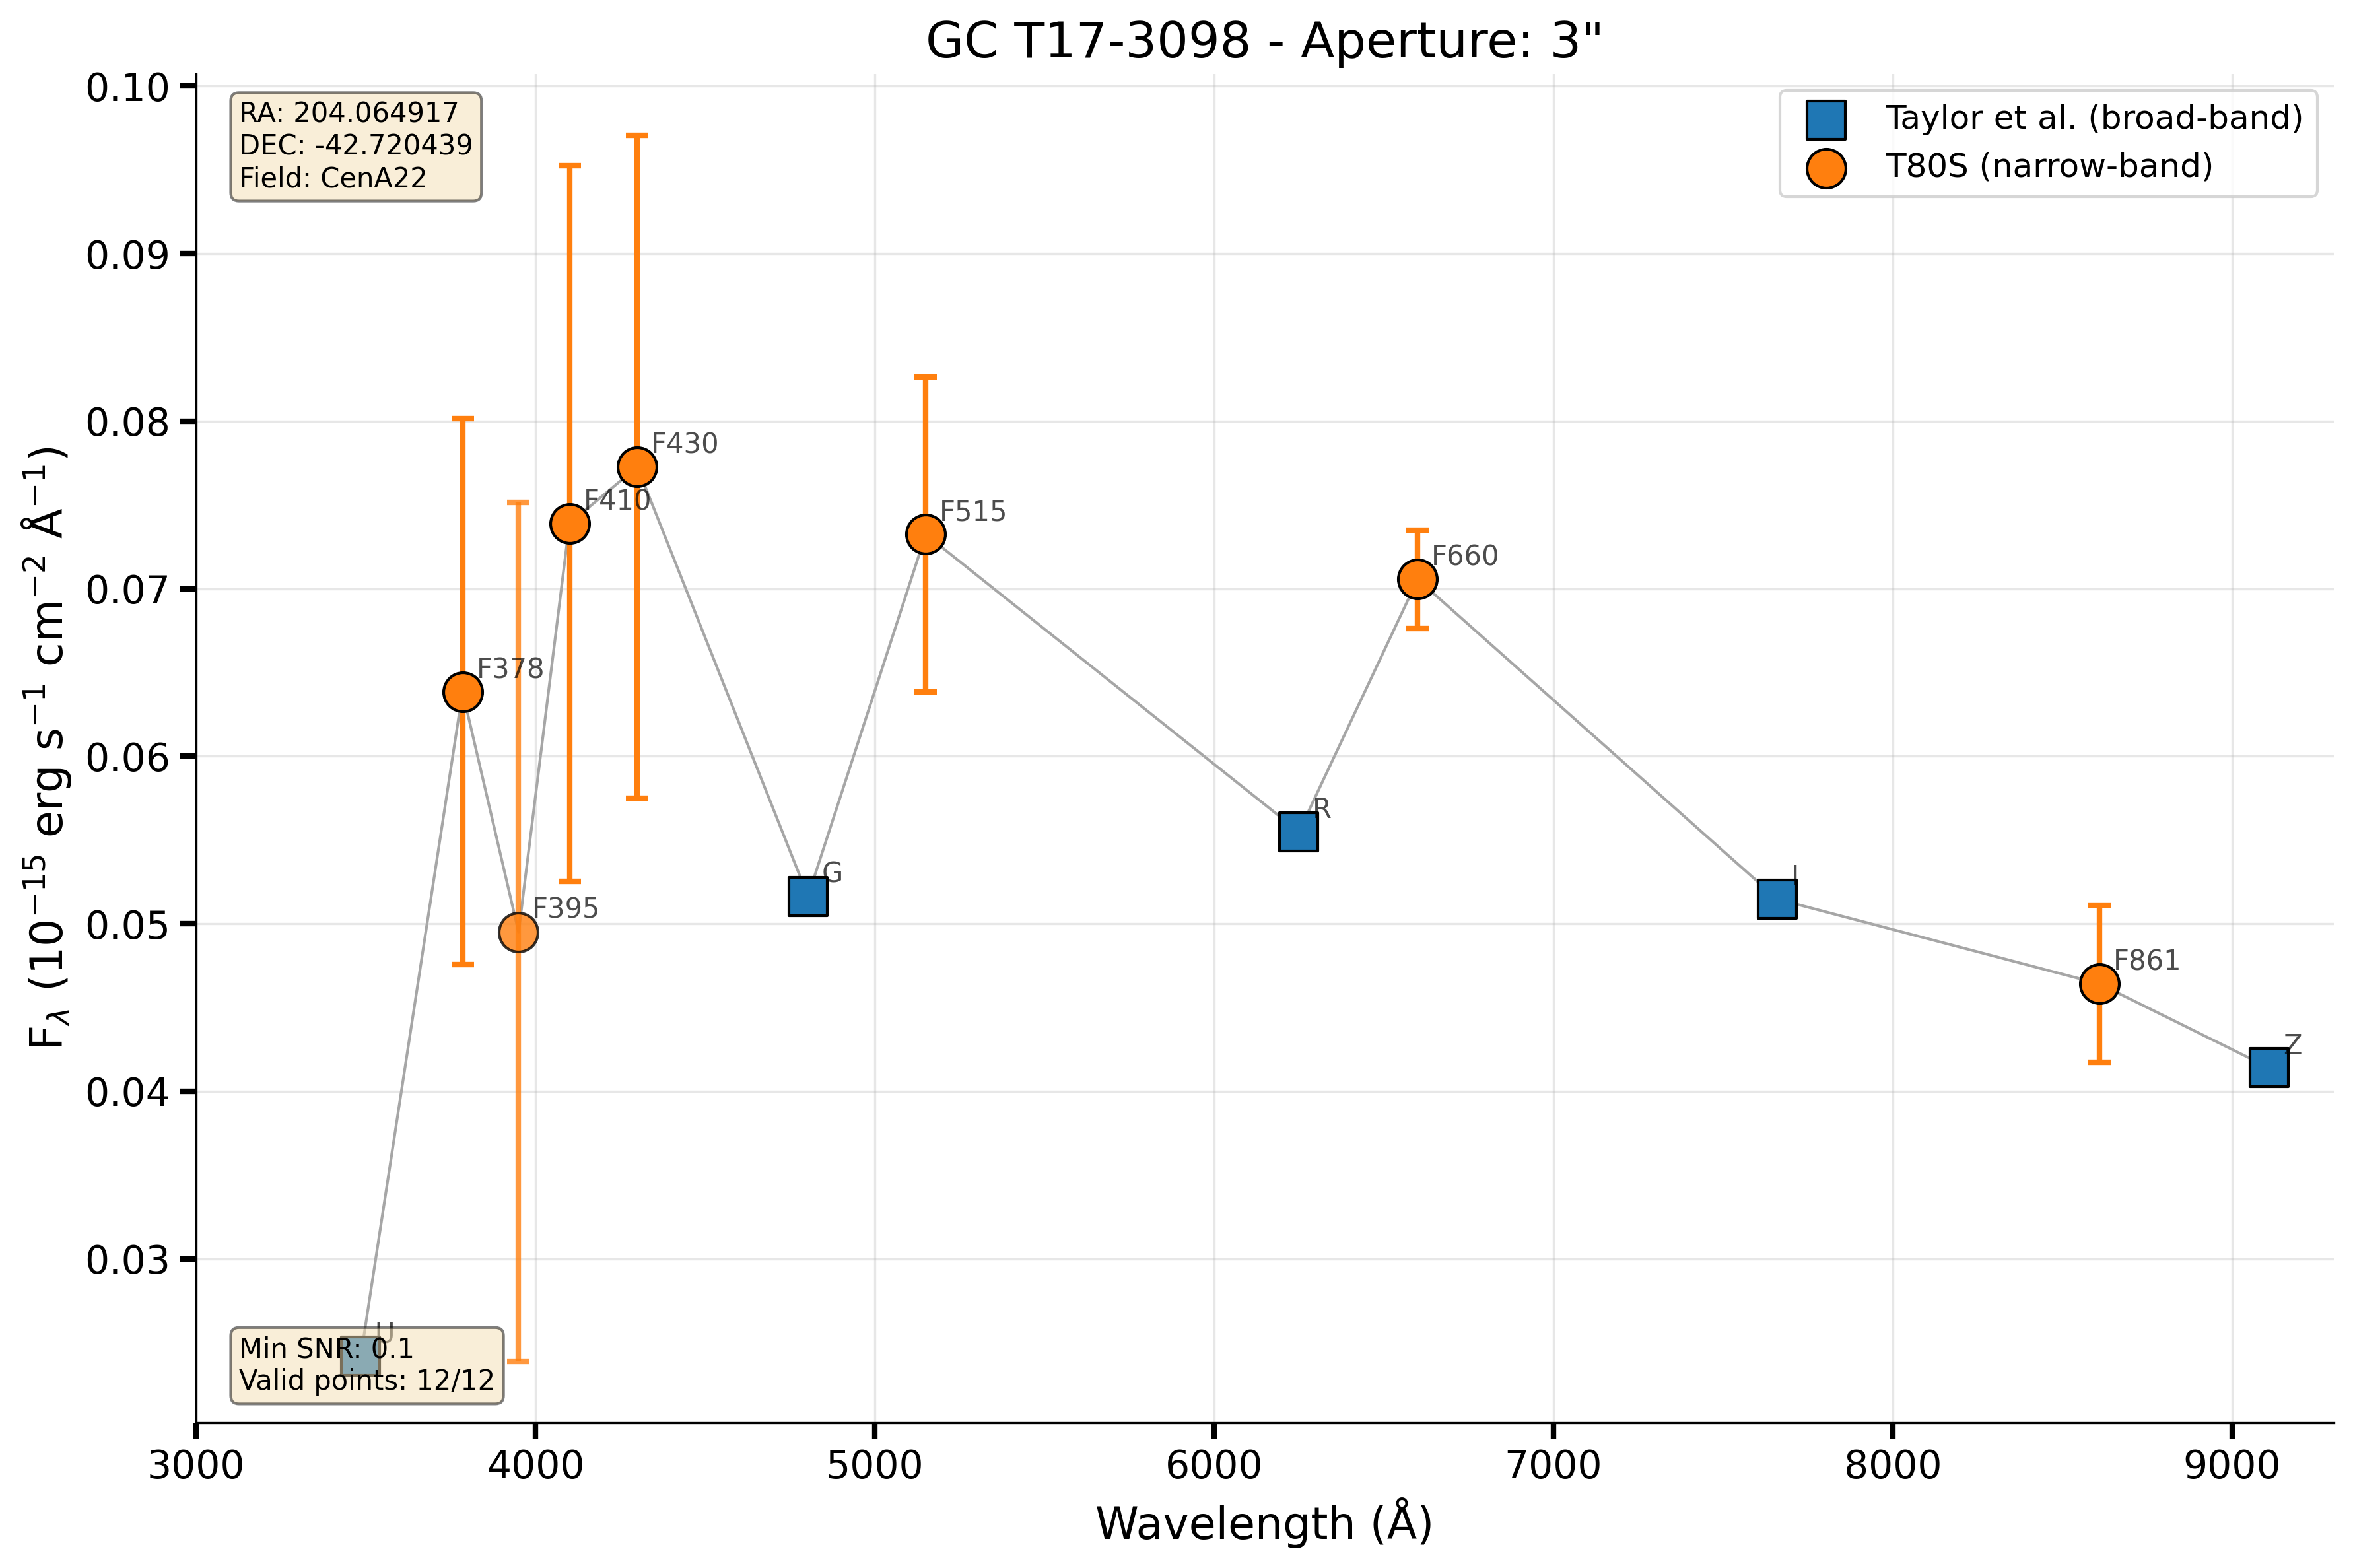 GC T17-3098 - Aperture: 3"
RA: 204.064917
DEC: -42.720439
Field: CenA22
Taylor et al. (broad-band)
T80S (narrow-band)
0.10
0.09
0.08
0.07
0.06
0.05
0.04
0.03
F$_λ$ (10$^{−15}$ erg s$^{−1}$ cm$^{−2}$ Å$^{−1}$)
F430
F410
F515
F660
F378
R
G
I
F395
F861
Z
U
Min SNR: 0.1
Valid points: 12/12
3000 4000 5000 6000 7000 8000 9000
Wavelength (Å)